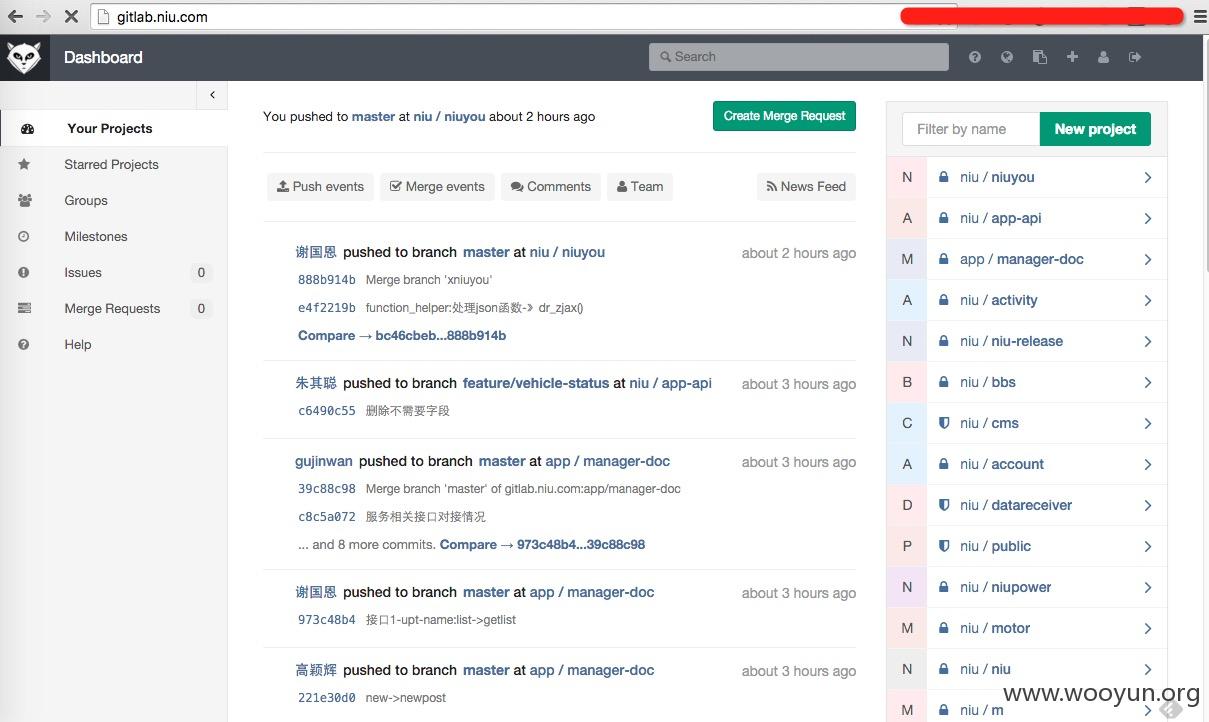 gitlab.niu.com
Dashboard
Search
Your Projects
Starred Projects
Groups
Milestones
Issues 0
Merge Requests 0
Help
You pushed to master at niu / niuyou about 2 hours ago
Create Merge Request
Push events
Merge events
Comments
Team
News Feed
谢国恩 pushed to branch master at niu / niuyou about 2 hours ago
888b914b Merge branch 'xniuyou'
e4f2219b function_helper:处理json函数-》dr_zjax()
Compare → bc46cbeb...888b914b
朱其聪 pushed to branch feature/vehicle-status at niu / app-api about 3 hours ago
c6490c55 删除不需要字段
gujinwan pushed to branch master at app / manager-doc about 3 hours ago
39c88c98 Merge branch 'master' of gitlab.niu.com:app/manager-doc
c8c5a072 服务相关接口对接情况
... and 8 more commits. Compare → 973c48b4...39c88c98
谢国恩 pushed to branch master at app / manager-doc about 3 hours ago
973c48b4 接口1-upt-name:list->getlist
高颖辉 pushed to branch master at app / manager-doc about 3 hours ago
221e30d0 new->newpost
Filter by name
New project
N niu / niuyou
A niu / app-api
M app / manager-doc
A niu / activity
N niu / niu-release
B niu / bbs
C niu / cms
A niu / account
D niu / datareceiver
P niu / public
N niu / niupower
M niu / motor
N niu / niu
M niu / m
www.wooyun.org